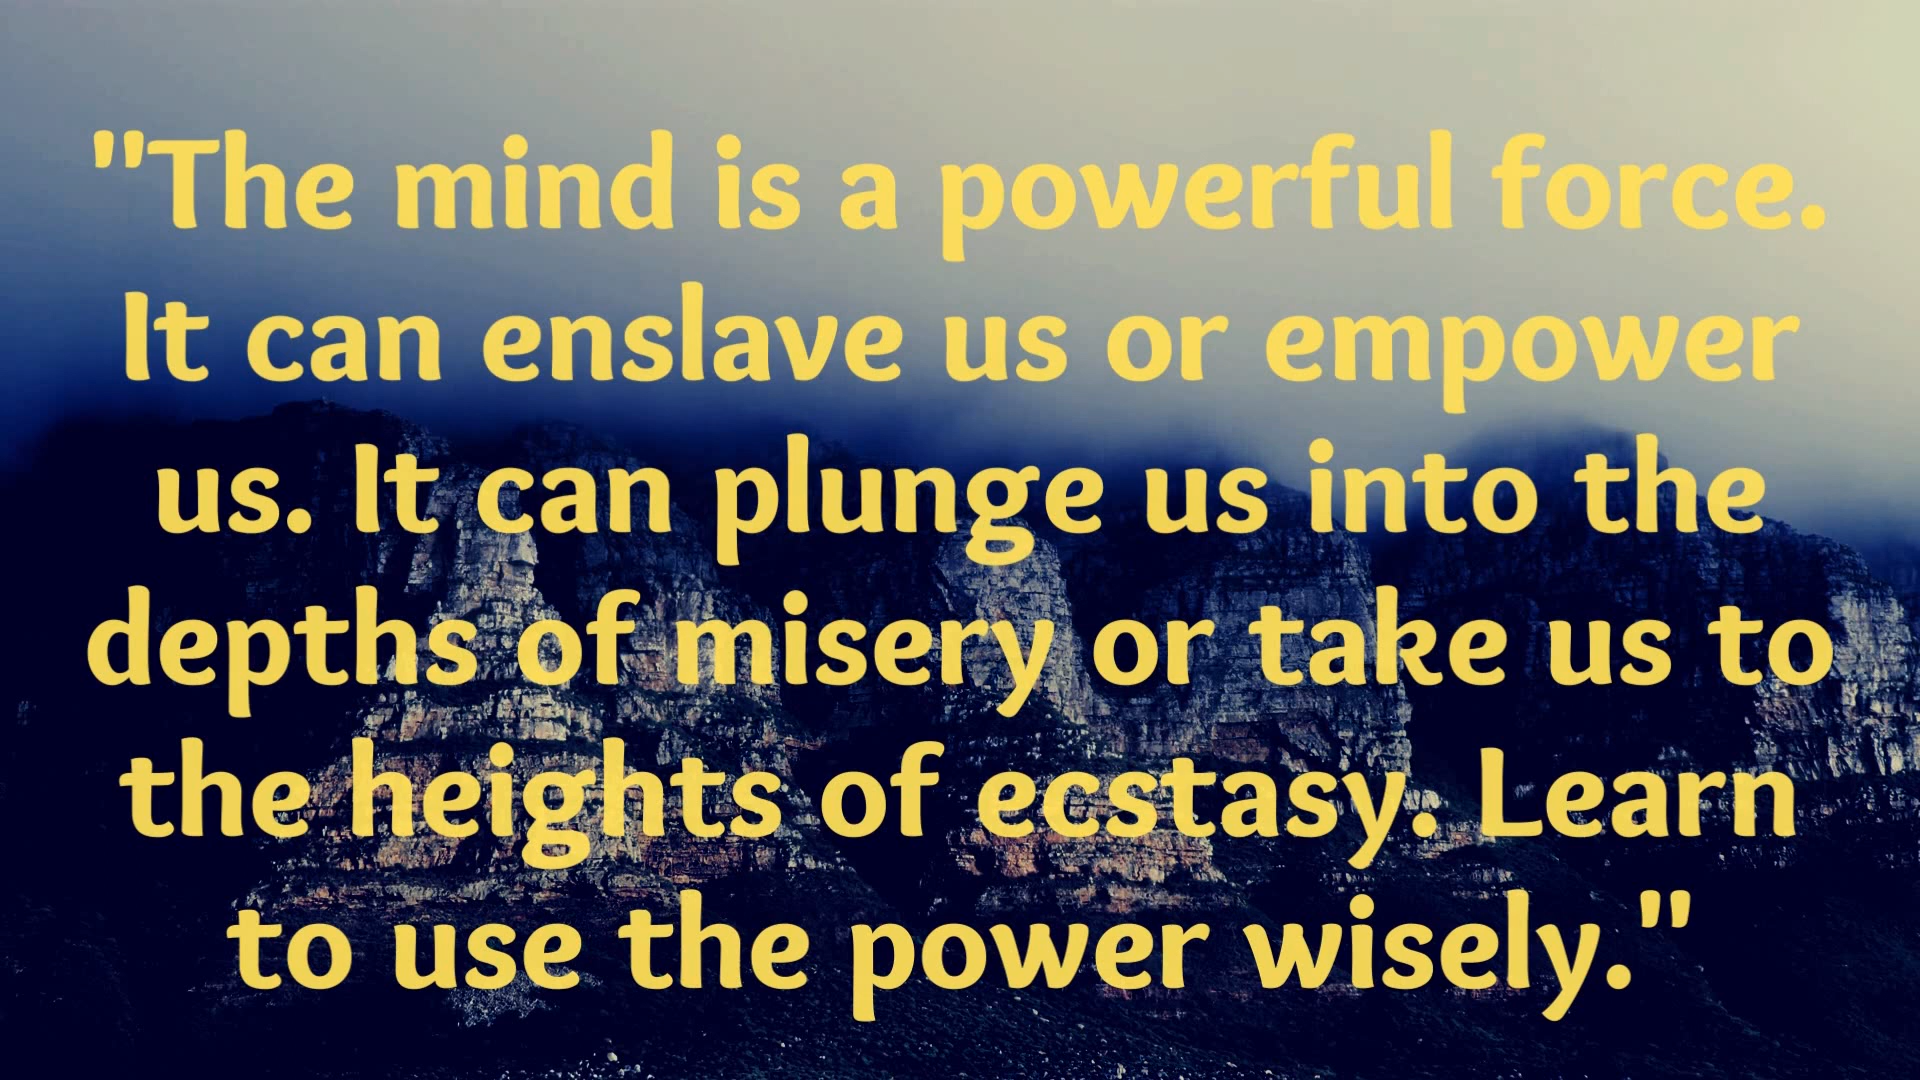 "The mind is a powerful force.
It can enslave us or empower
us. It can plunge us into the
depths of misery or take us to
the heights of ecstasy. Learn
to use the power wisely."